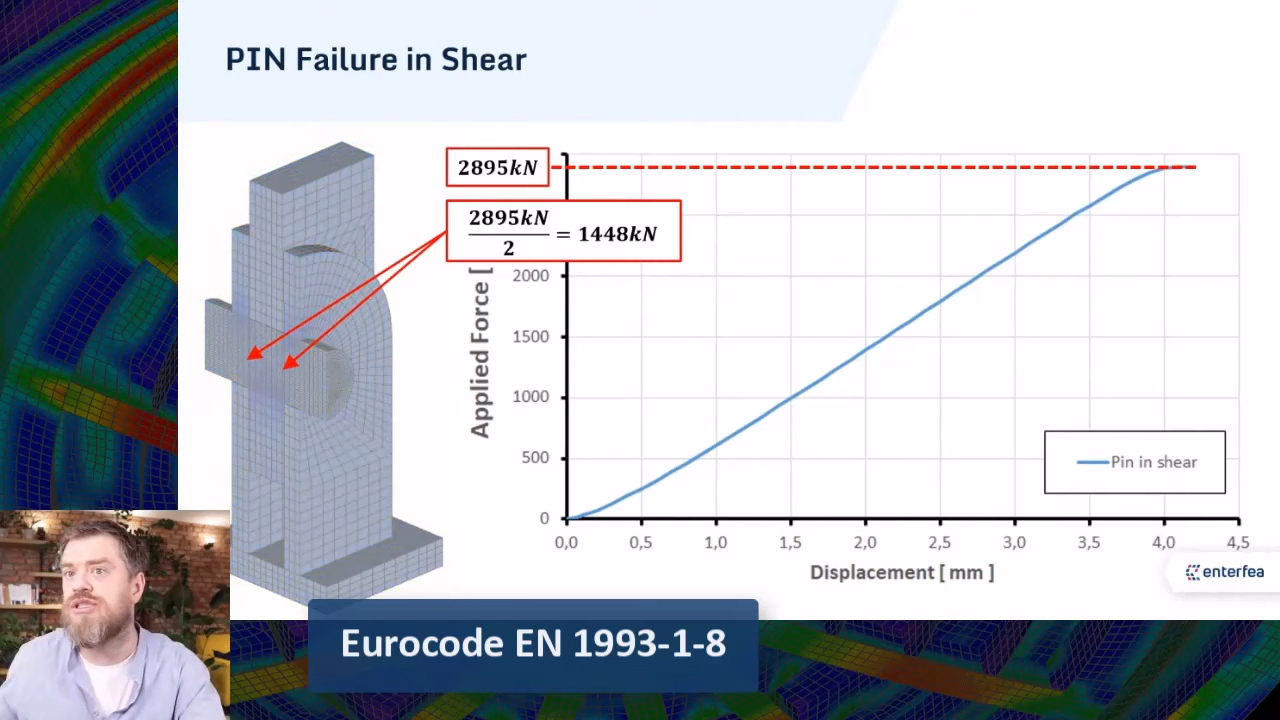 PIN Failure in Shear
2895kN
2895kN
2
= 1448kN
Applied Force [
2000
1500
1000
500
0
0,0 0,5 1,0 1,5 2,0 2,5 3,0 3,5 4,0 4,5
Displacement [ mm ]
Pin in shear
enterfea
Eurocode EN 1993-1-8